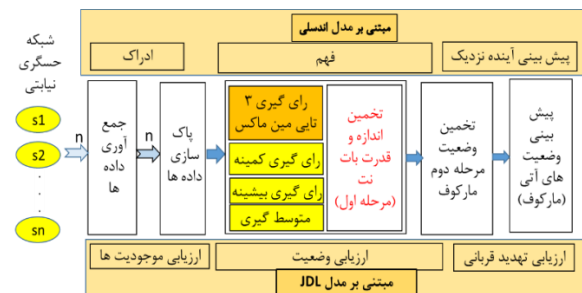 مبتنی بر مدل اندسلی
ادراک
فهم
پیش بینی آینده نزدیک
شبکه
حسگری
نیابتی
s1
s2
.
.
.
sn
n
جمع
آوری
داده
ها
n
پاک
سازی
داده ها
رای گیری ۳
تایی مین ماکس
رای گیری کمینه
رای گیری بیشینه
متوسط گیری
تخمین
اندازه و
قدرت بات
نت
(مرحله اول)
تخمین
وضعیت
مرحله دوم
مارکوف
پیش
بینی
وضعیت
های آتی
(مارکوف)
ارزیابی موجودیت ها
ارزیابی وضعیت
ارزیابی تهدید قربانی
مبتنی بر مدل JDL